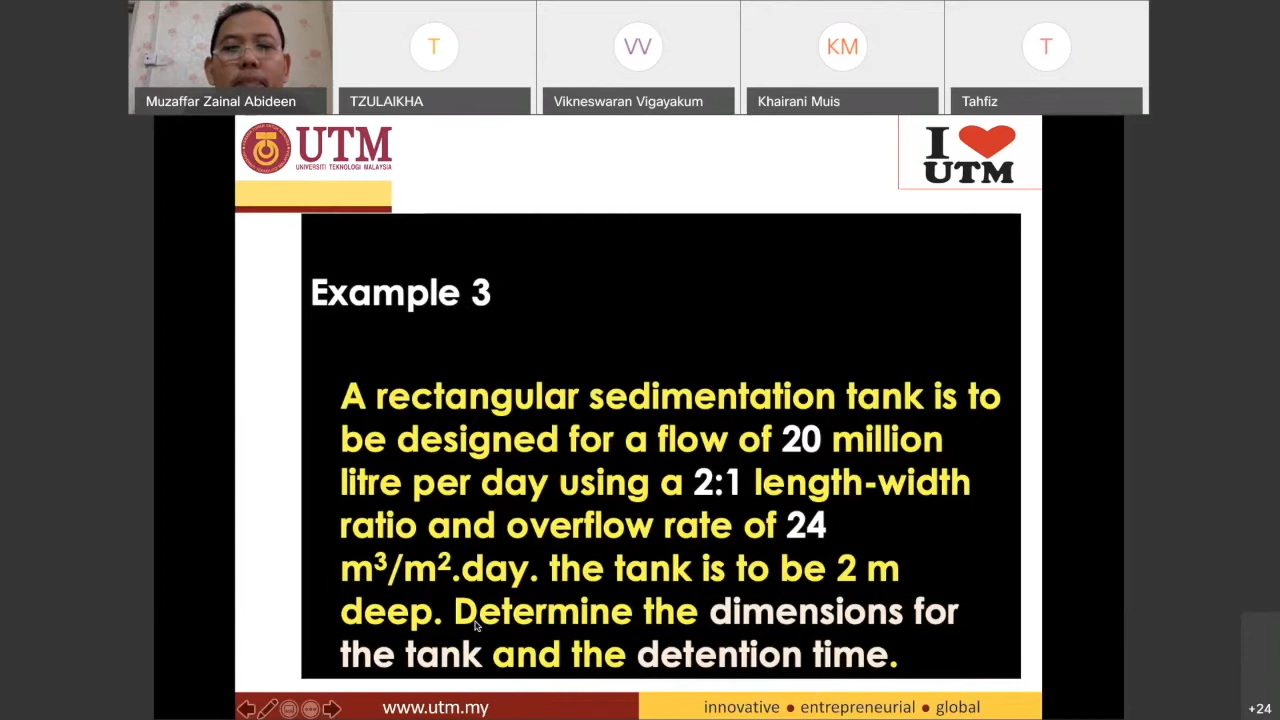 T
VV
KM
T
Muzaffar Zainal Abideen
TZULAIKHA
Vikneswaran Vigayakum
Khairani Muis
Tahfiz
UTM
UNIVERSITI TEKNOLOGI MALAYSIA
I
UTM
Example 3
A rectangular sedimentation tank is to
be designed for a flow of 20 million
litre per day using a 2:1 length-width
ratio and overflow rate of 24
m³/m².day. the tank is to be 2 m
deep. Determine the dimensions for
the tank and the detention time.
www.utm.my
innovative ● entrepreneurial ● global
+24